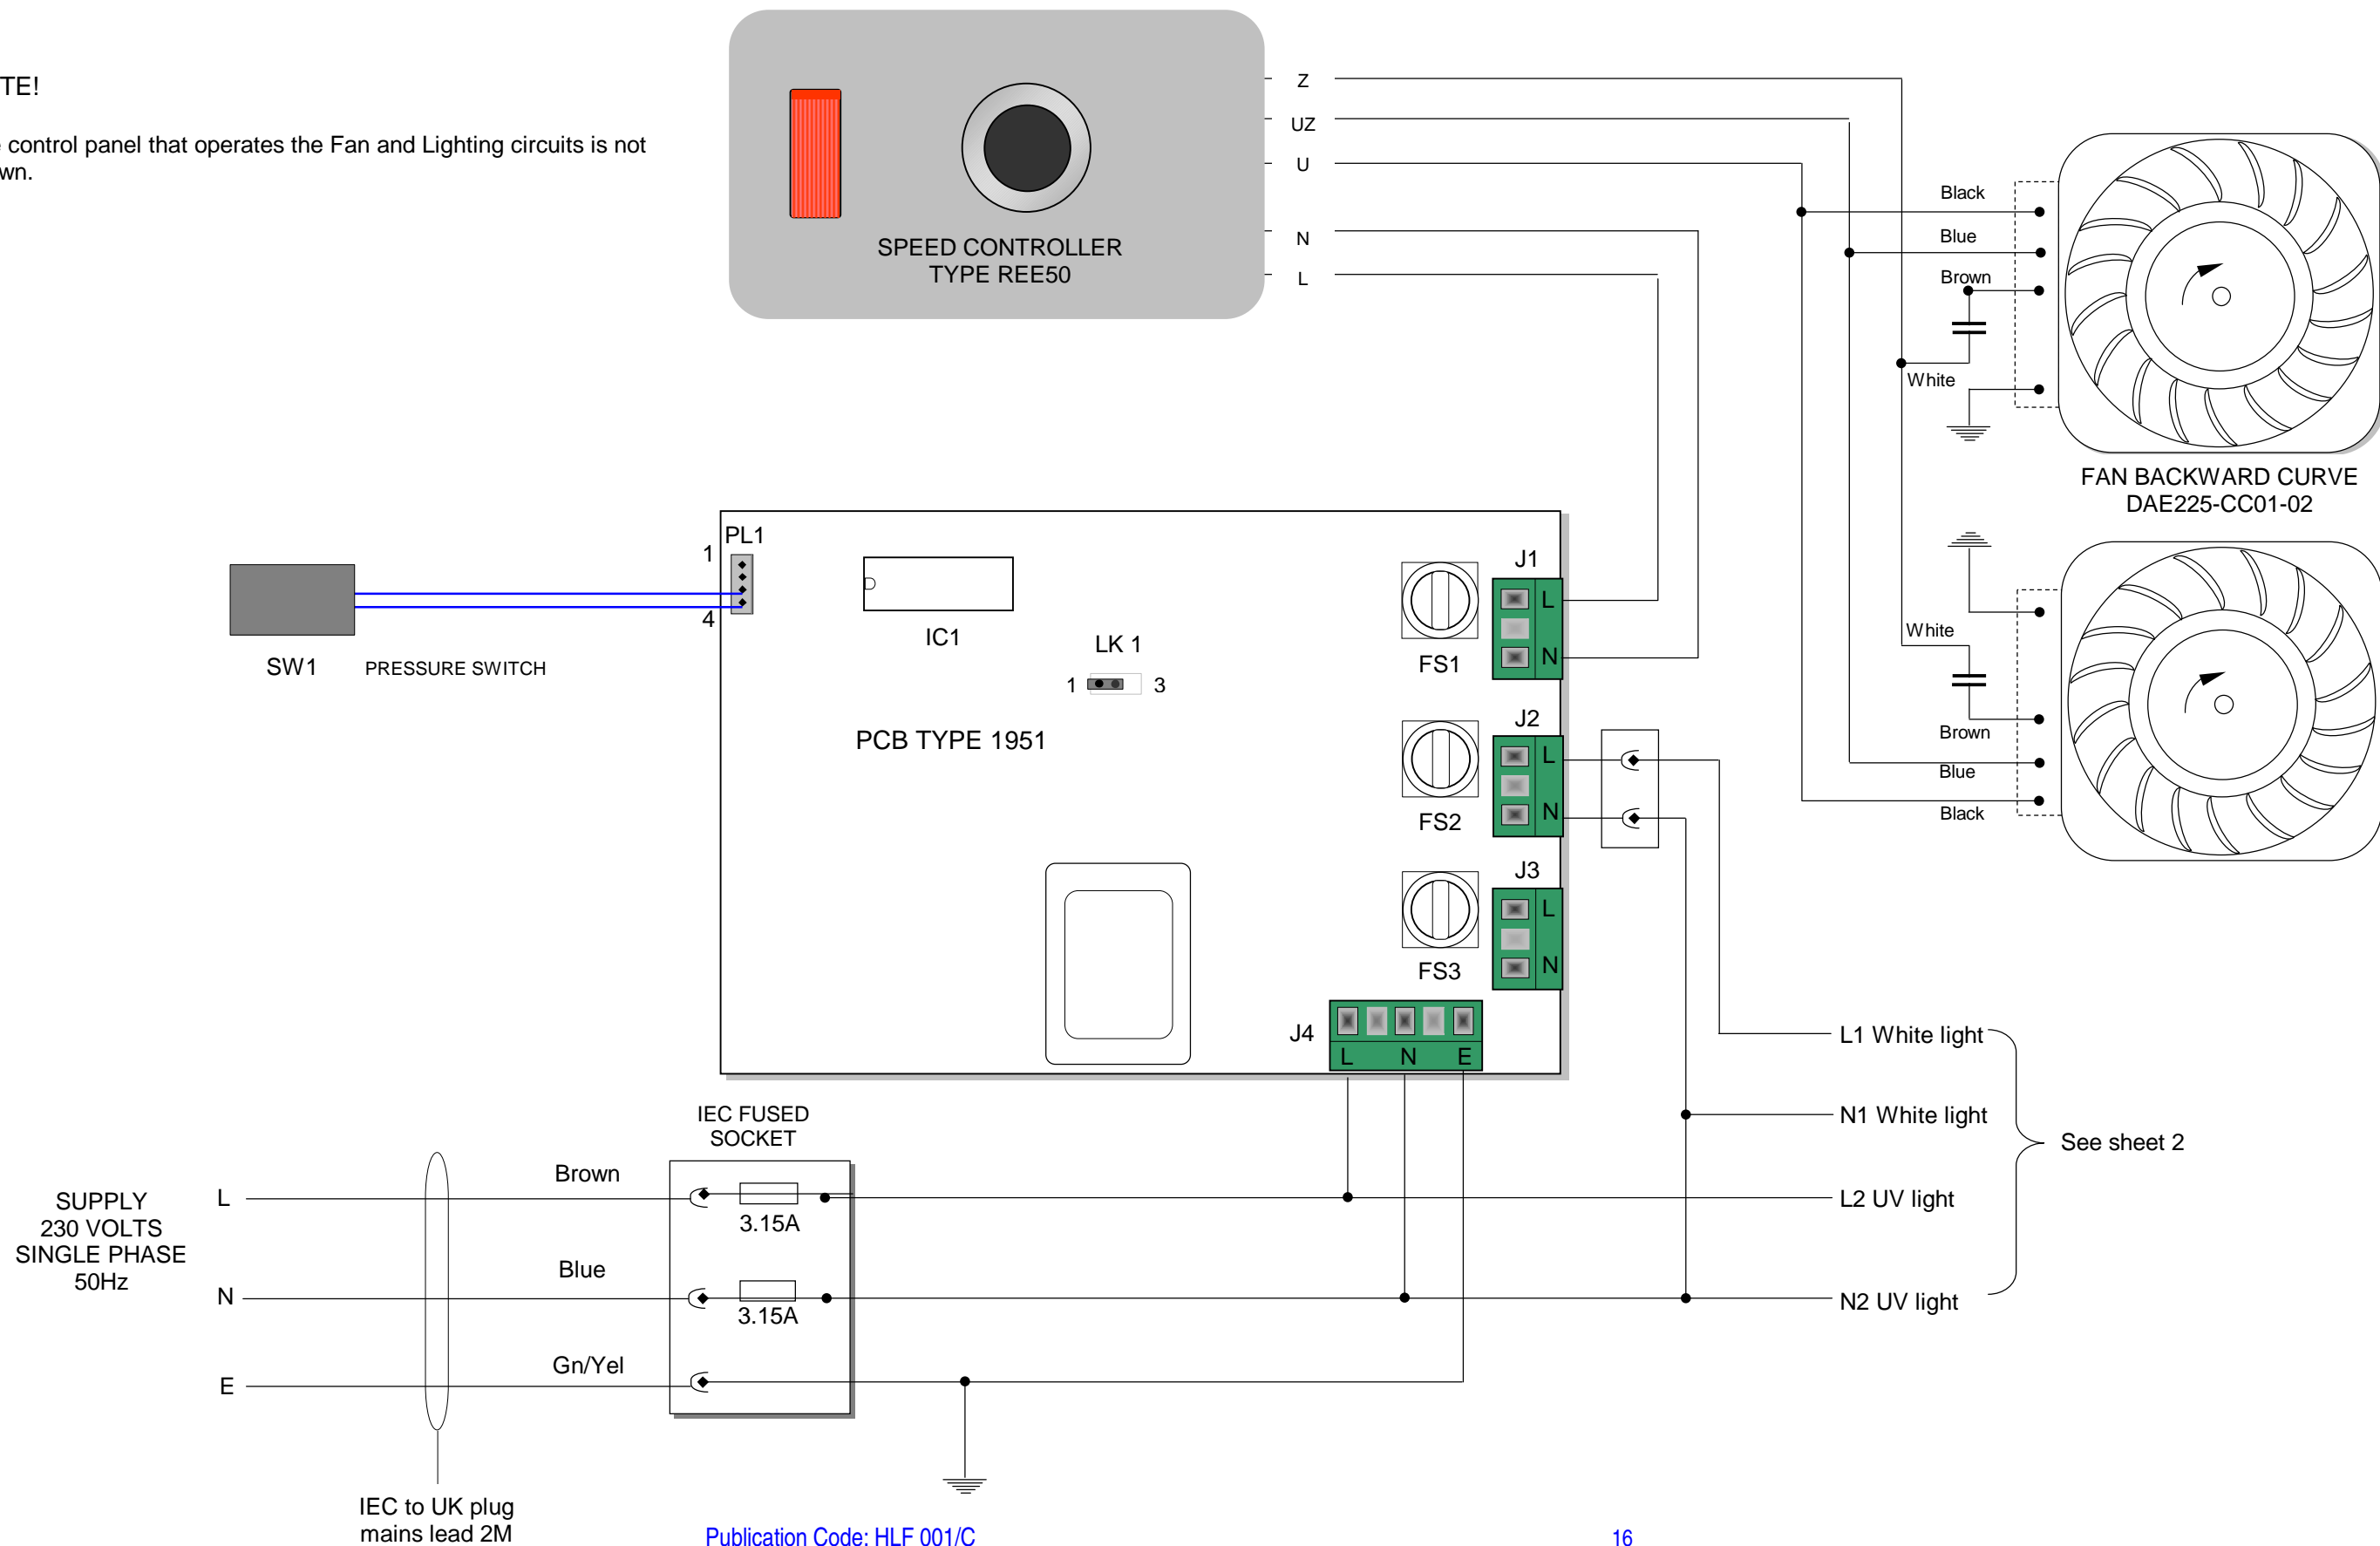 TE!
control panel that operates the Fan and Lighting circuits is not
wn.
SPEED CONTROLLER
TYPE REE50
Z
UZ
U
N
L
Black
Blue
Brown
White
FAN BACKWARD CURVE
DAE225-CC01-02
White
Brown
Blue
Black
PL1
1
4
SW1
PRESSURE SWITCH
IC1
LK 1
1
3
PCB TYPE 1951
FS1
J1
L
N
FS2
J2
L
N
FS3
J3
L
N
J4
L N E
L1 White light
N1 White light
L2 UV light
N2 UV light
See sheet 2
IEC FUSED
SOCKET
Brown
3.15A
Blue
3.15A
Gn/Yel
SUPPLY
230 VOLTS
SINGLE PHASE
50Hz
L
N
E
IEC to UK plug
mains lead 2M
Publication Code: HLF 001/C
16